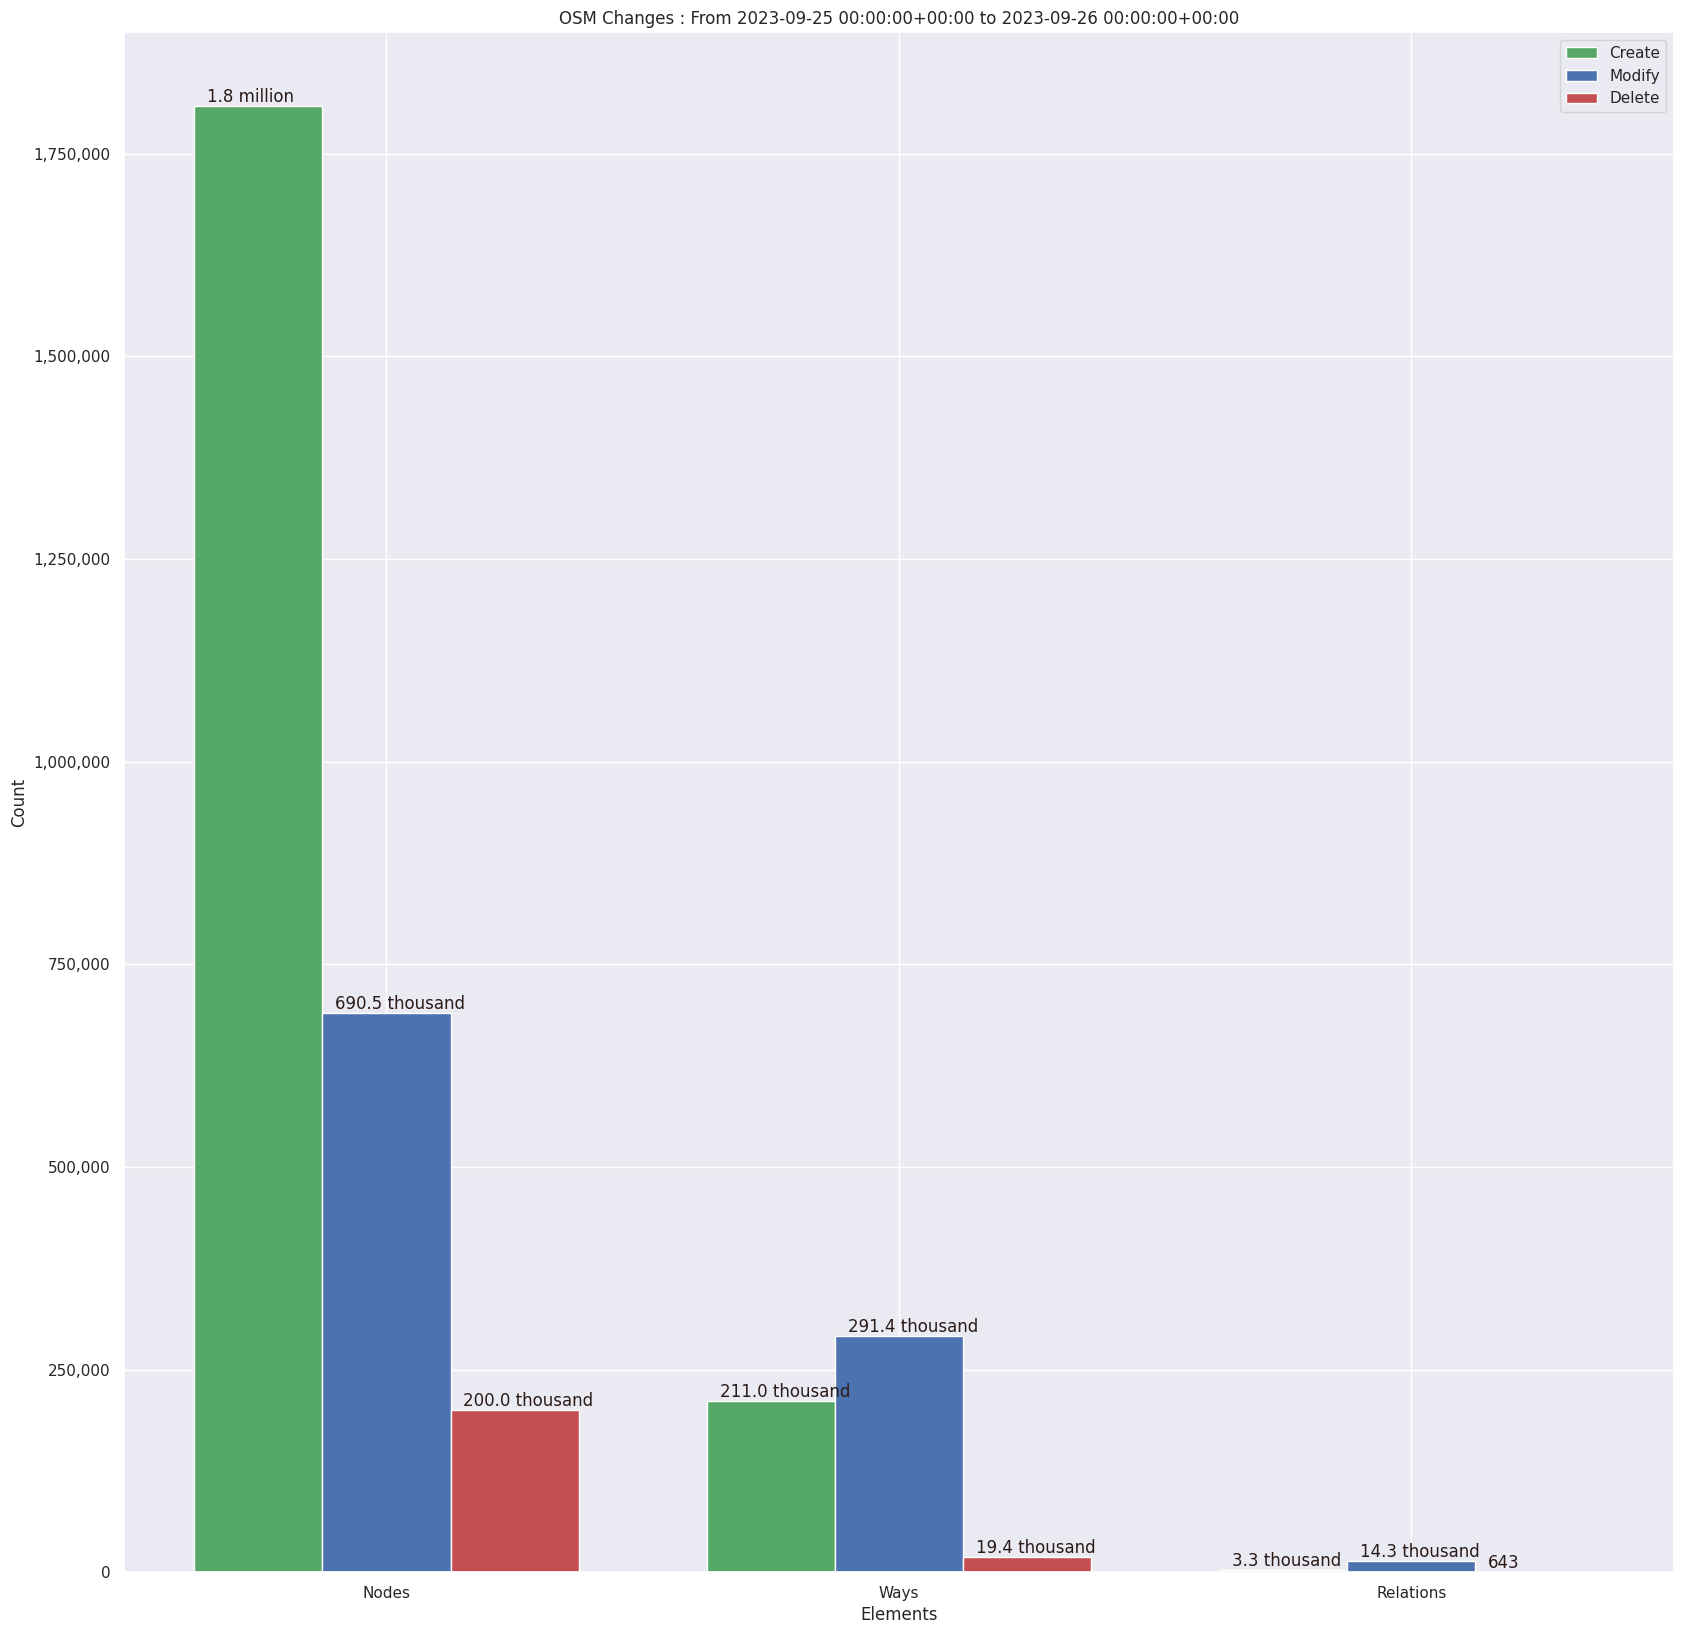 OSM Changes : From 2023-09-25 00:00:00+00:00 to 2023-09-26 00:00:00+00:00
Create
Modify
Delete
1.8 million
1,750,000
1,500,000
1,250,000
1,000,000
Count
750,000
690.5 thousand
500,000
291.4 thousand
250,000
211.0 thousand
200.0 thousand
19.4 thousand
14.3 thousand
3.3 thousand
643
0
Nodes
Ways
Relations
Elements